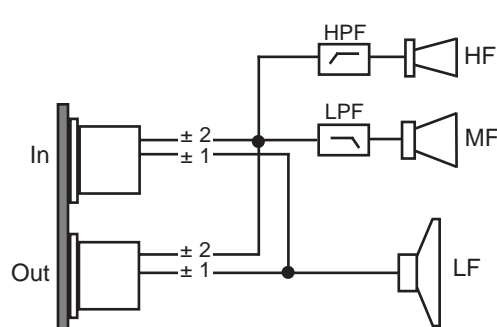 HPF
HF
LPF
In
± 2
± 1
MF
Out
± 2
± 1
LF